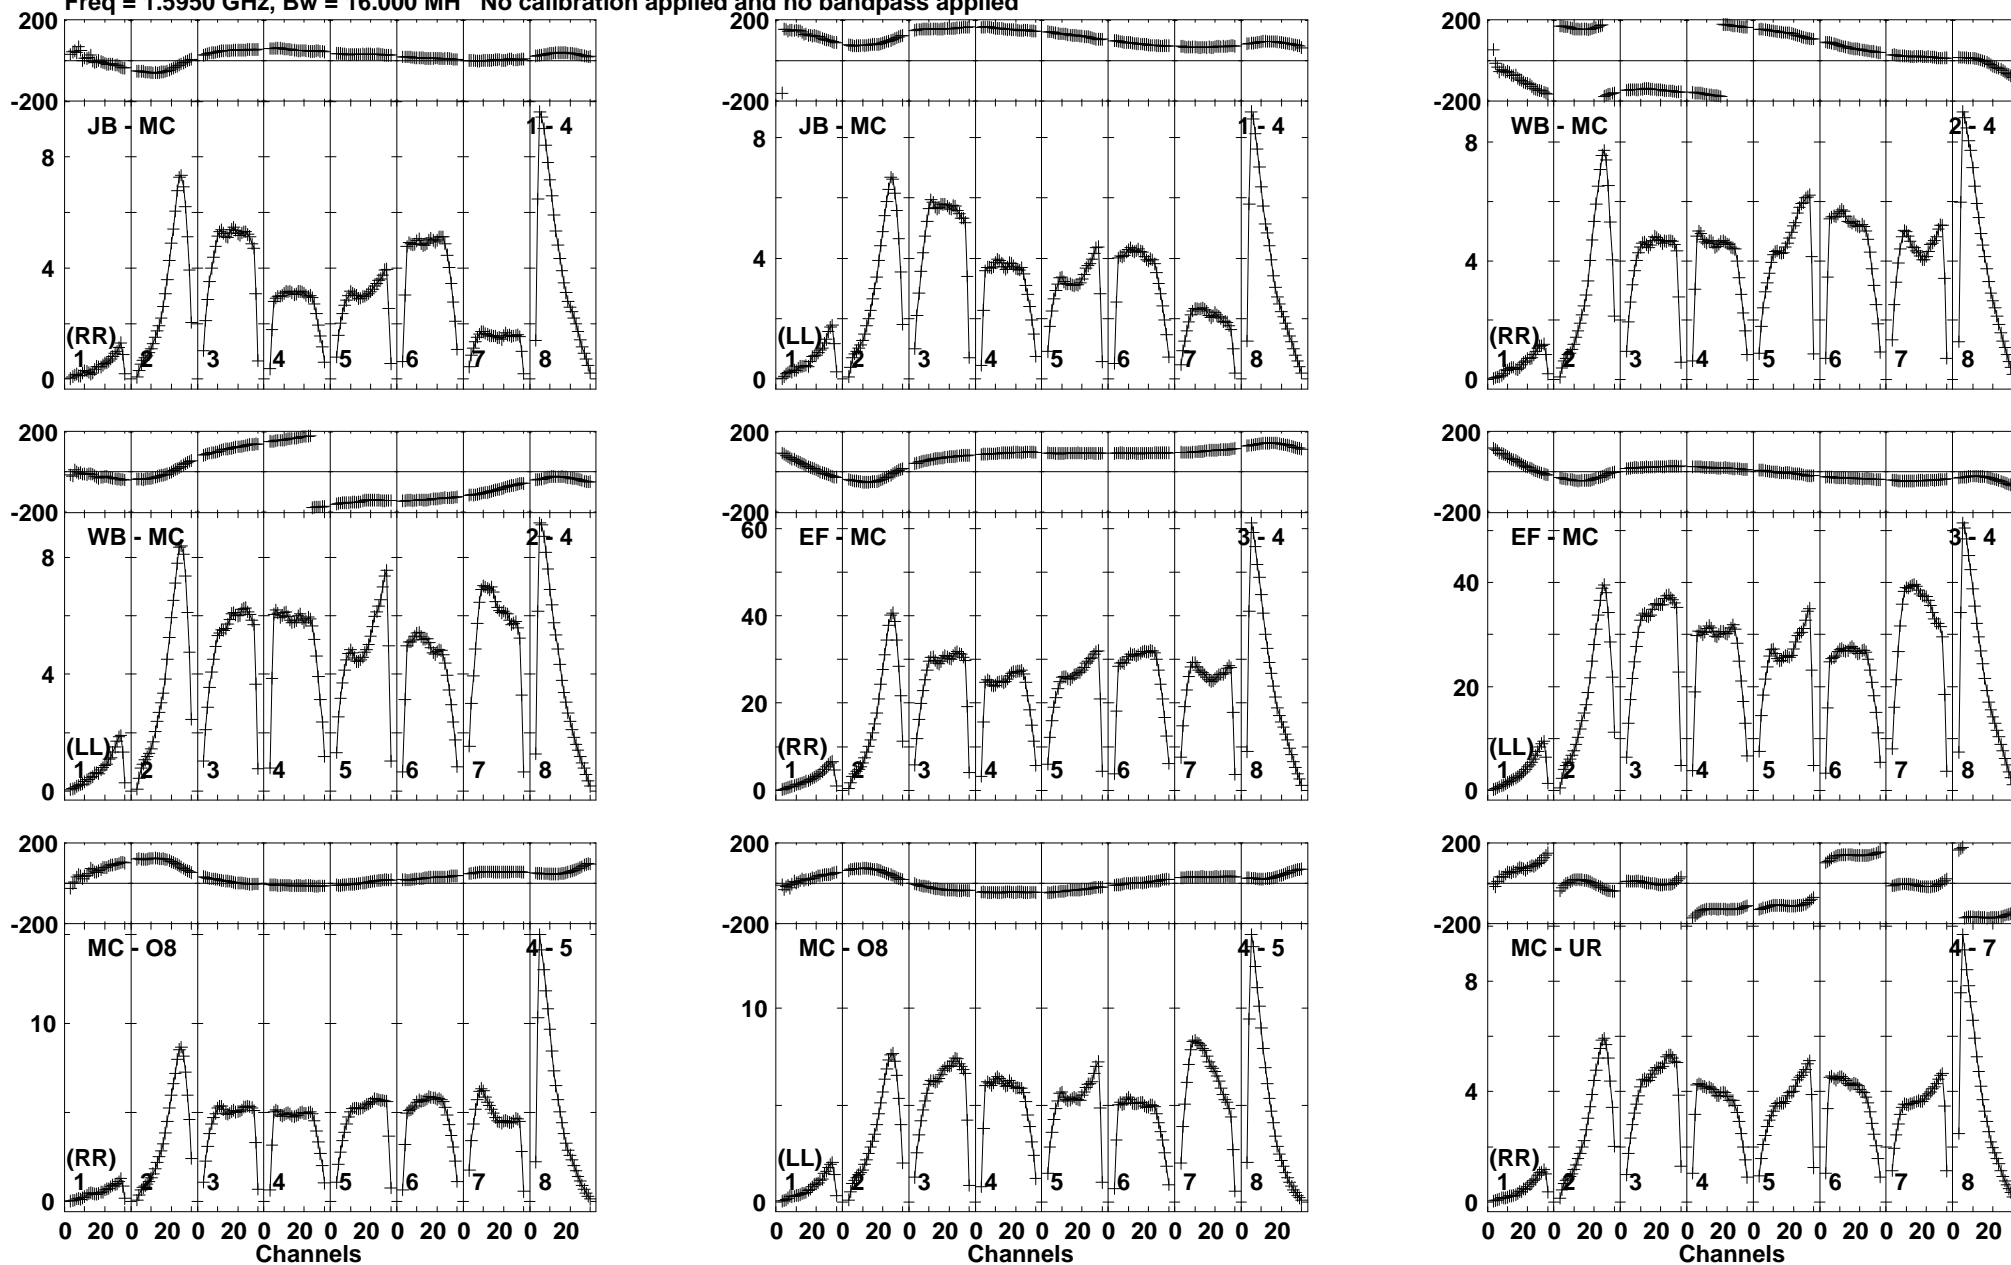 Freq = 1.5950 GHz, Bw = 16.000 MH No calibration applied and no bandpass applied
200 200 200
-200 -200 -200
JB - MC 1 - 4 JB - MC 1 - 4 WB - MC 2 - 4
8 8 8
4 4 4
(RR) (LL) (RR)
1 2 3 4 5 6 7 8 1 2 3 4 5 6 7 8 1 2 3 4 5 6 7 8
0 0 0
200 200 200
-200 -200 -200
WB - MC 2 - 4 EF - MC 3 - 4 EF - MC 3 - 4
60
8 40 40
4 20 20
(LL) (RR) (LL)
1 2 3 4 5 6 7 8 1 2 3 4 5 6 7 8 1 2 3 4 5 6 7 8
0 0 0
200 200 200
-200 -200 -200
MC - O8 4 - 5 MC - O8 4 - 5 MC - UR 4 - 7
8
10 10
4
(RR) (LL) (RR)
1 2 3 4 5 6 7 8 1 2 3 4 5 6 7 8 1 2 3 4 5 6 7 8
0 0 0
0 20 0 20 0 20 0 20 0 20 0 20 0 20 0 20 0 20 0 20 0 20 0 20 0 20 0 20 0 20 0 20 0 20 0 20 0 20 0 20 0 20 0 20 0 20 0 20
Channels Channels Channels